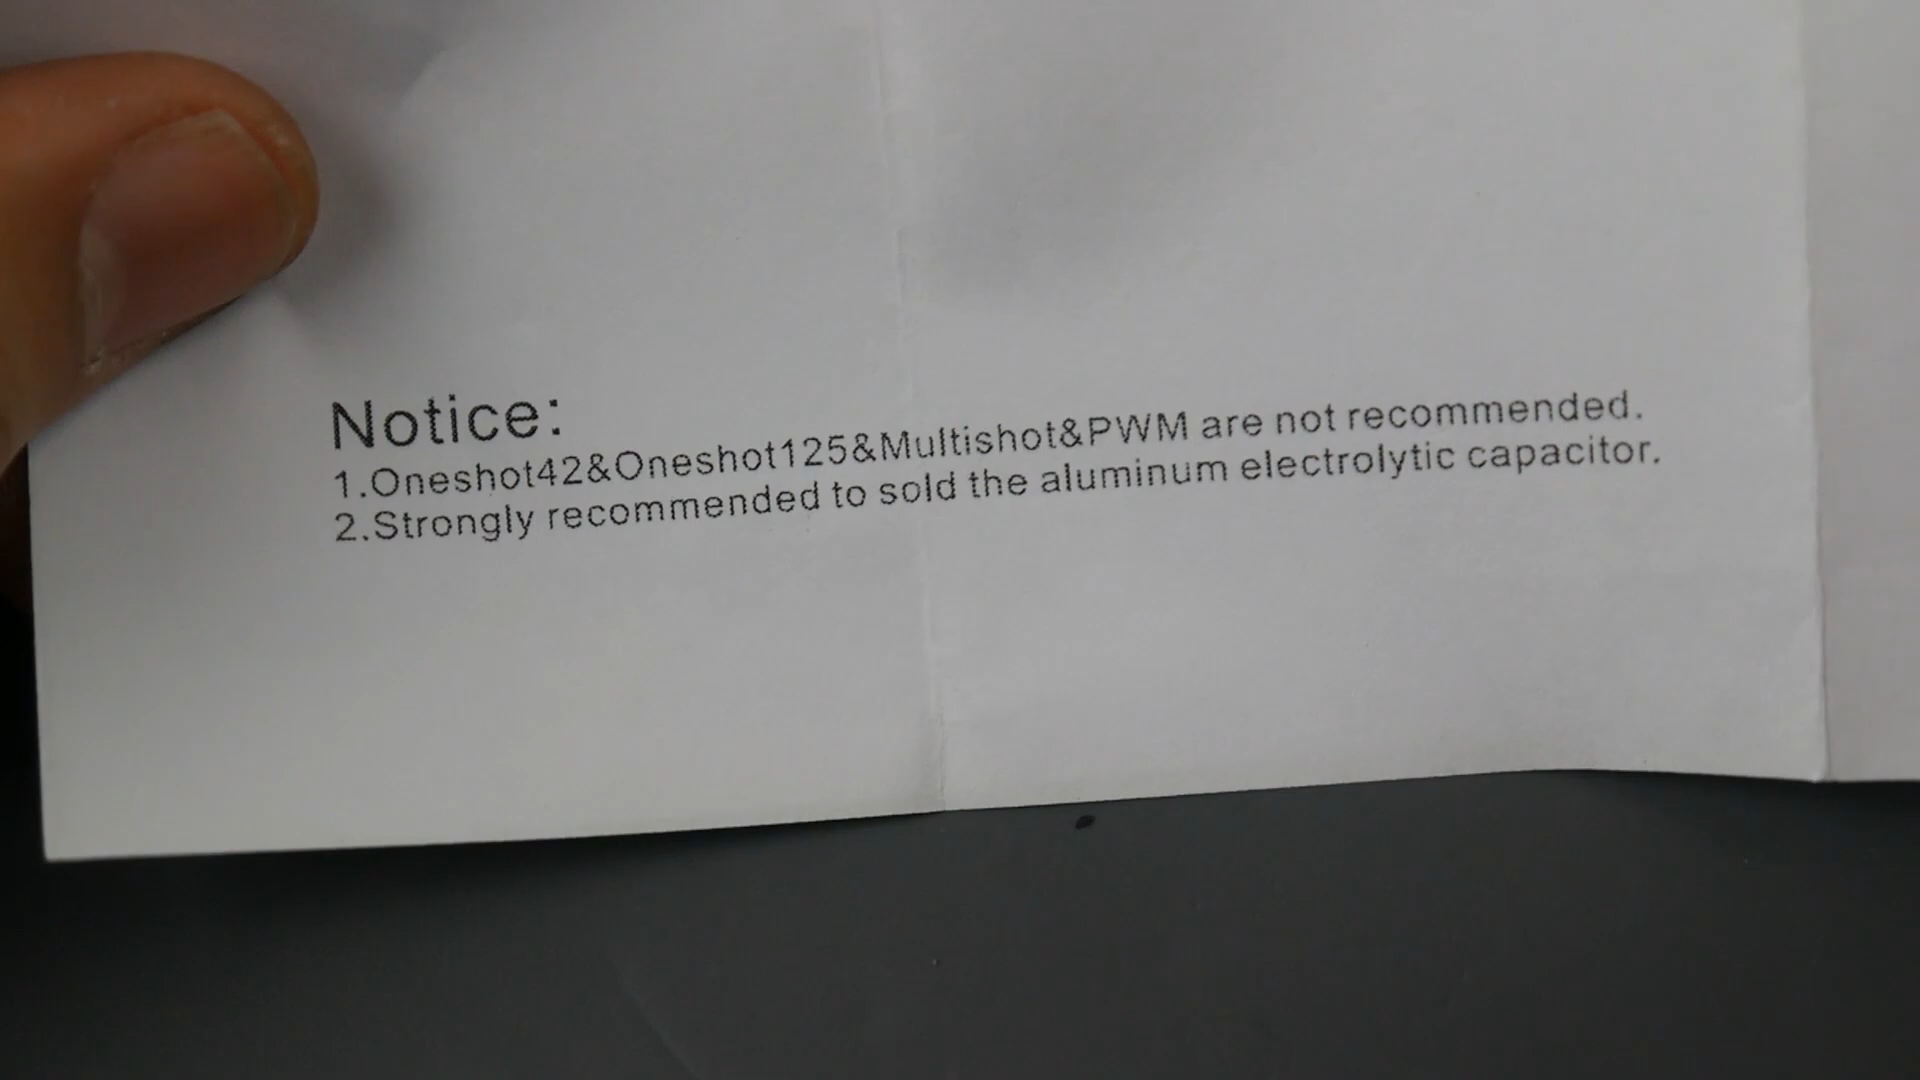 Notice:
1.Oneshot42&Oneshot125&Multishot&PWM are not recommended.
2.Strongly recommended to sold the aluminum electrolytic capacitor.